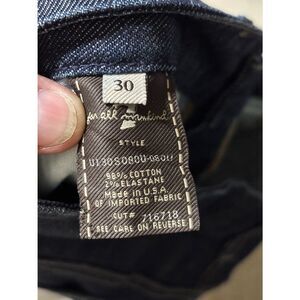 30
for all mankind
7
STYLE
U130S080U-080U
98% COTTON
2% ELASTANE
Made in U.S.A.
OF IMPORTED FABRIC
CUT# 716718
SEE CARE ON REVERSE